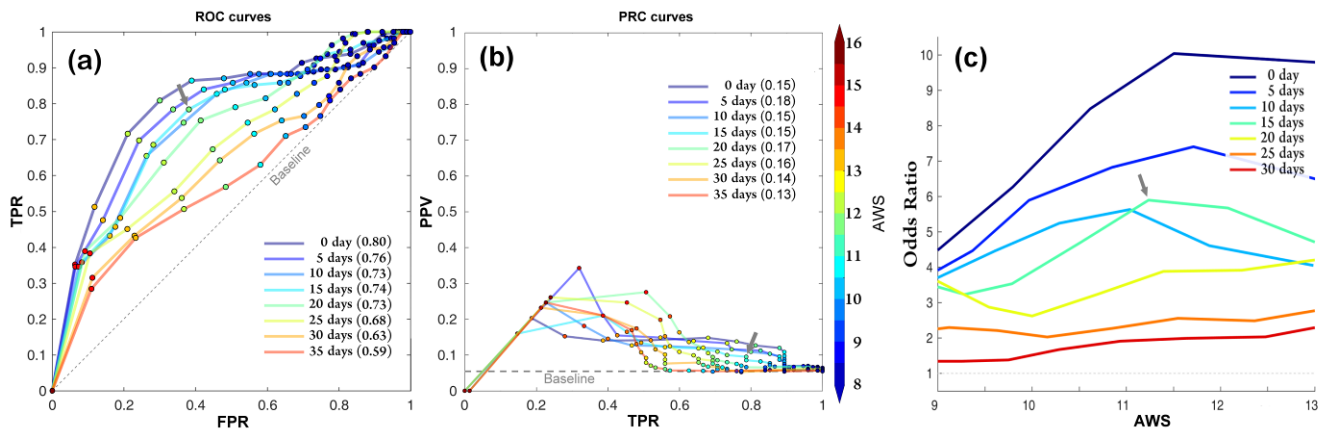 ROC curves
(a)
TPR
1
0.9
0.8
0.7
0.6
0.5
0.4
0.3
0.2
0.1
0
0
0.2
0.4
0.6
0.8
1
FPR
Baseline
0 day (0.80)
5 days (0.76)
10 days (0.73)
15 days (0.74)
20 days (0.73)
25 days (0.68)
30 days (0.63)
35 days (0.59)
PRC curves
(b)
PPV
1
0.9
0.8
0.7
0.6
0.5
0.4
0.3
0.2
0.1
0
0
0.2
0.4
0.6
0.8
1
TPR
Baseline
0 day (0.15)
5 days (0.18)
10 days (0.15)
15 days (0.15)
20 days (0.17)
25 days (0.16)
30 days (0.14)
35 days (0.13)
16
15
14
13
12
11
10
9
8
AWS
(c)
Odds Ratio
10
9
8
7
6
5
4
3
2
1
9
10
11
12
13
AWS
0 day
5 days
10 days
15 days
20 days
25 days
30 days